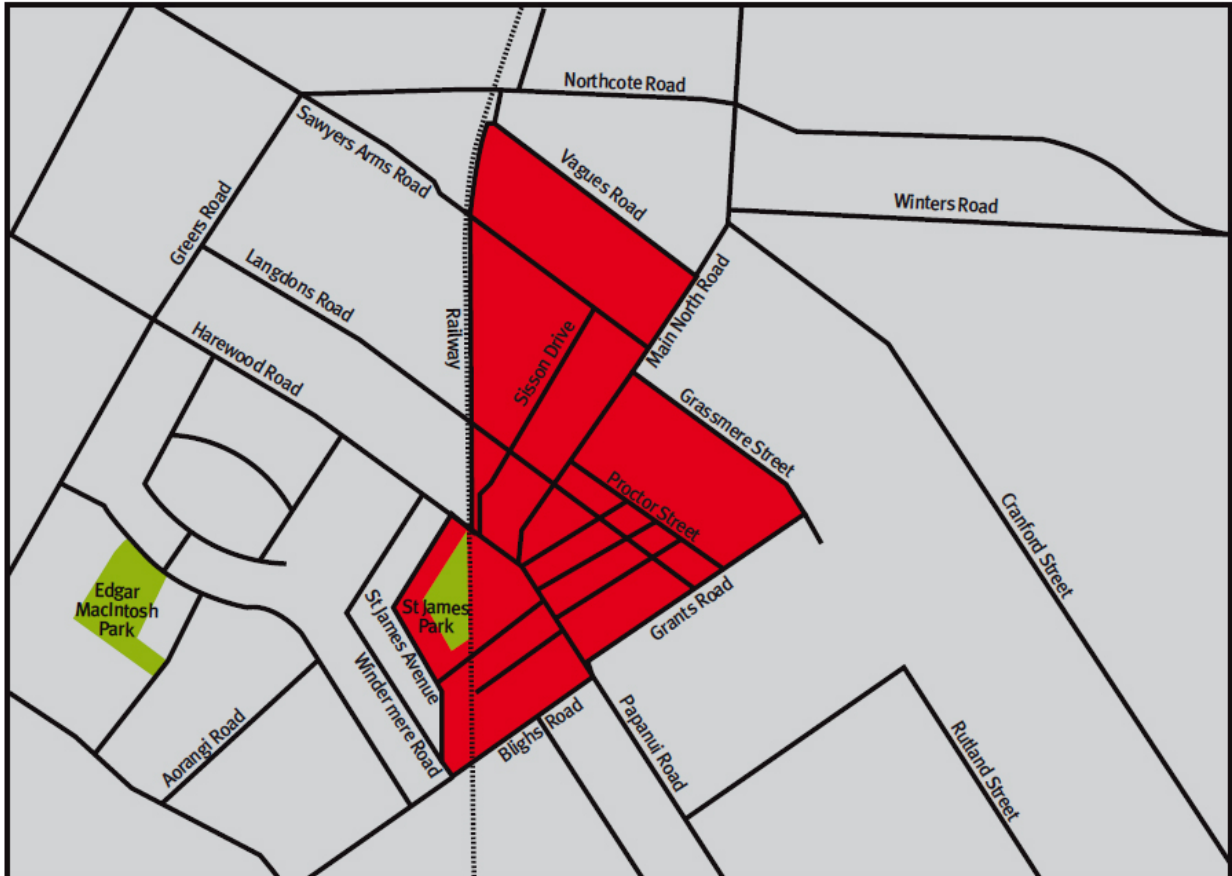 Northcote Road
Sawyers Arms Road
Vagues Road
Winters Road
Greers Road
Langdons Road
Main North Road
Railway
Harewood Road
Sisson Drive
Grassmere Street
Proctor Street
Cranford Street
Edgar
MacIntosh
Park
St James
Park
St James Avenue
Grants Road
Windermere Road
Papanui Road
Blighs Road
Aorangi Road
Rutland Street